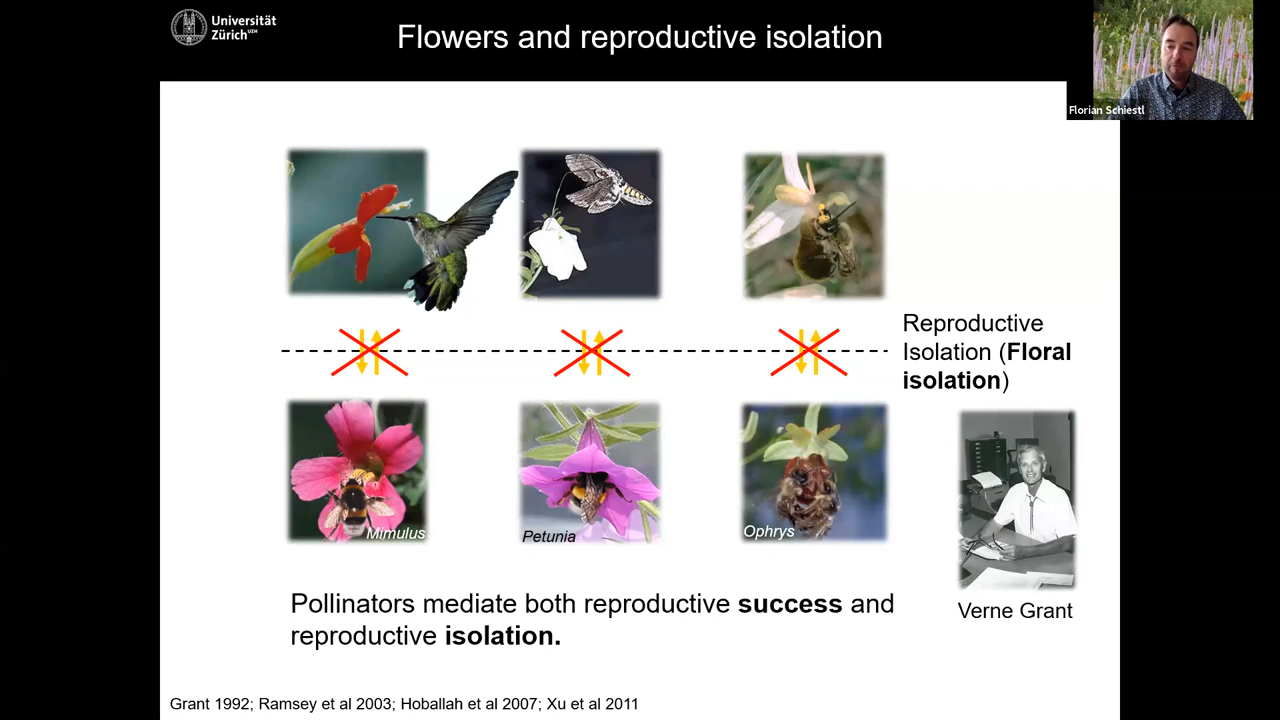 Universität
Zürich UZH
Flowers and reproductive isolation
Florian Schiestl
Reproductive
Isolation (Floral
isolation)
Mimulus
Petunia
Ophrys
Verne Grant
Pollinators mediate both reproductive success and
reproductive isolation.
Grant 1992; Ramsey et al 2003; Hoballah et al 2007; Xu et al 2011